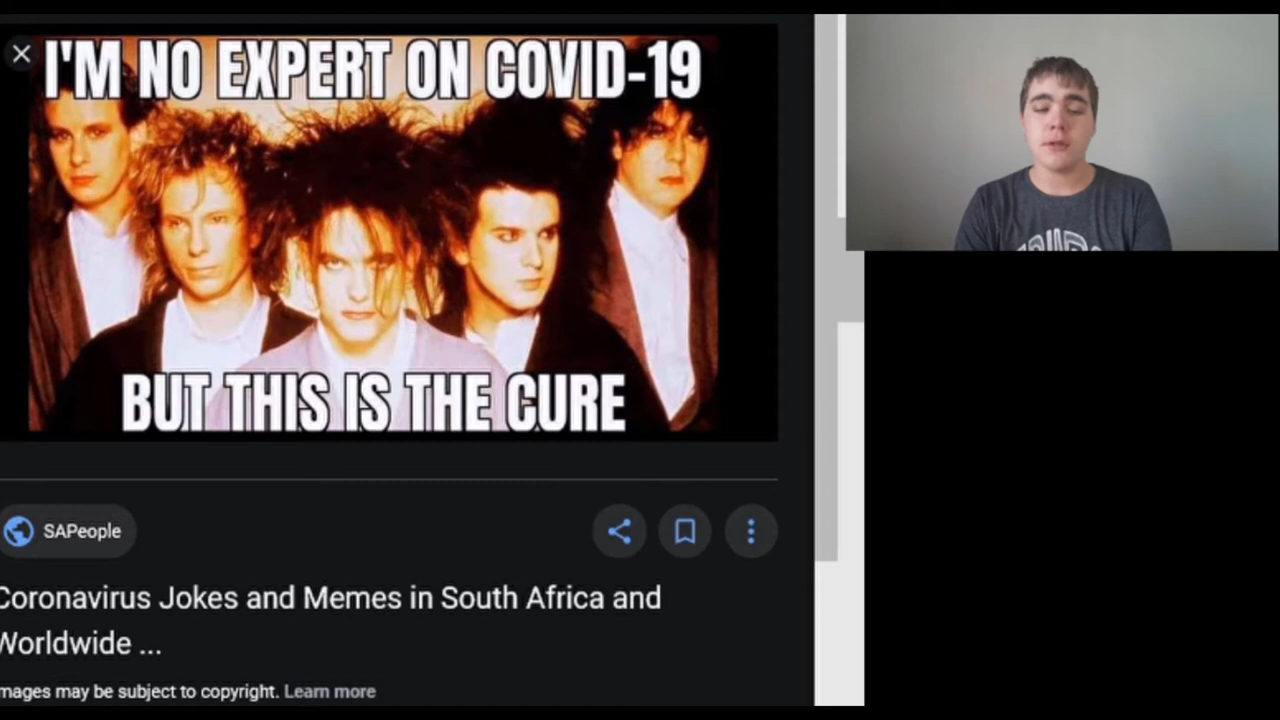 I'M NO EXPERT ON COVID-19
BUT THIS IS THE CURE
SAPeople
Coronavirus Jokes and Memes in South Africa and
Worldwide ...
mages may be subject to copyright. Learn more